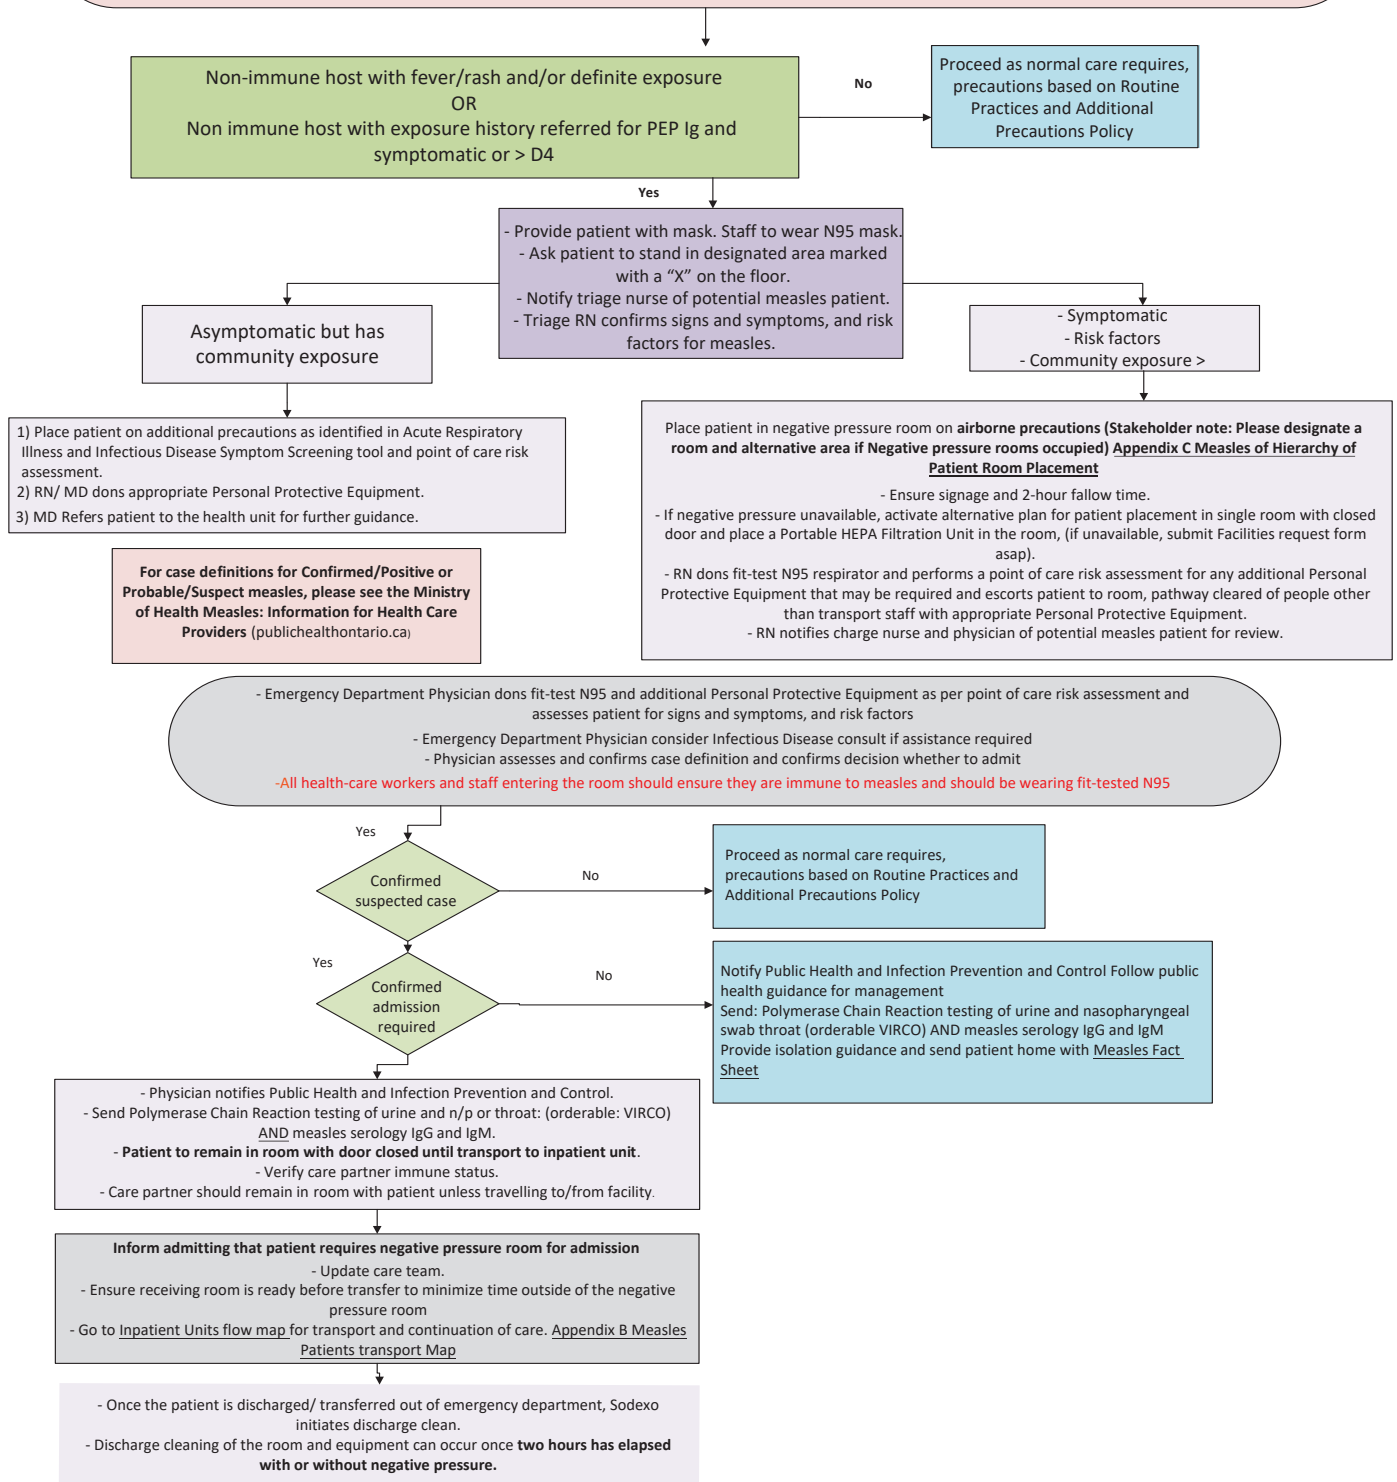 Non-immune host with fever/rash and/or definite exposure
OR
Non immune host with exposure history referred for PEP Ig and
symptomatic or > D4
No
Proceed as normal care requires,
precautions based on Routine
Practices and Additional
Precautions Policy
Yes
- Provide patient with mask. Staff to wear N95 mask.
- Ask patient to stand in designated area marked
with a “X” on the floor.
- Notify triage nurse of potential measles patient.
- Triage RN confirms signs and symptoms, and risk
factors for measles.
Asymptomatic but has
community exposure
- Symptomatic
- Risk factors
- Community exposure >
1) Place patient on additional precautions as identified in Acute Respiratory
Illness and Infectious Disease Symptom Screening tool and point of care risk
assessment.
2) RN/ MD dons appropriate Personal Protective Equipment.
3) MD Refers patient to the health unit for further guidance.
Place patient in negative pressure room on airborne precautions (Stakeholder note: Please designate a
room and alternative area if Negative pressure rooms occupied) Appendix C Measles of Hierarchy of
Patient Room Placement
- Ensure signage and 2-hour fallow time.
- If negative pressure unavailable, activate alternative plan for patient placement in single room with closed
door and place a Portable HEPA Filtration Unit in the room, (if unavailable, submit Facilities request form
asap).
- RN dons fit-test N95 respirator and performs a point of care risk assessment for any additional Personal
Protective Equipment that may be required and escorts patient to room, pathway cleared of people other
than transport staff with appropriate Personal Protective Equipment.
- RN notifies charge nurse and physician of potential measles patient for review.
For case definitions for Confirmed/Positive or
Probable/Suspect measles, please see the Ministry
of Health Measles: Information for Health Care
Providers (publichealthontario.ca)
- Emergency Department Physician dons fit-test N95 and additional Personal Protective Equipment as per point of care risk assessment and
assesses patient for signs and symptoms, and risk factors
- Emergency Department Physician consider Infectious Disease consult if assistance required
- Physician assesses and confirms case definition and confirms decision whether to admit
-All health-care workers and staff entering the room should ensure they are immune to measles and should be wearing fit-tested N95
Yes
Confirmed
suspected case
No
Proceed as normal care requires,
precautions based on Routine Practices and
Additional Precautions Policy
Yes
Confirmed
admission
required
No
Notify Public Health and Infection Prevention and Control Follow public
health guidance for management
Send: Polymerase Chain Reaction testing of urine and nasopharyngeal
swab throat (orderable VIRCO) AND measles serology IgG and IgM
Provide isolation guidance and send patient home with Measles Fact
Sheet
- Physician notifies Public Health and Infection Prevention and Control.
- Send Polymerase Chain Reaction testing of urine and n/p or throat: (orderable: VIRCO)
AND measles serology IgG and IgM.
- Patient to remain in room with door closed until transport to inpatient unit.
- Verify care partner immune status.
- Care partner should remain in room with patient unless travelling to/from facility.
Inform admitting that patient requires negative pressure room for admission
- Update care team.
- Ensure receiving room is ready before transfer to minimize time outside of the negative
pressure room
- Go to Inpatient Units flow map for transport and continuation of care. Appendix B Measles
Patients transport Map
- Once the patient is discharged/ transferred out of emergency department, Sodexo
initiates discharge clean.
- Discharge cleaning of the room and equipment can occur once two hours has elapsed
with or without negative pressure.